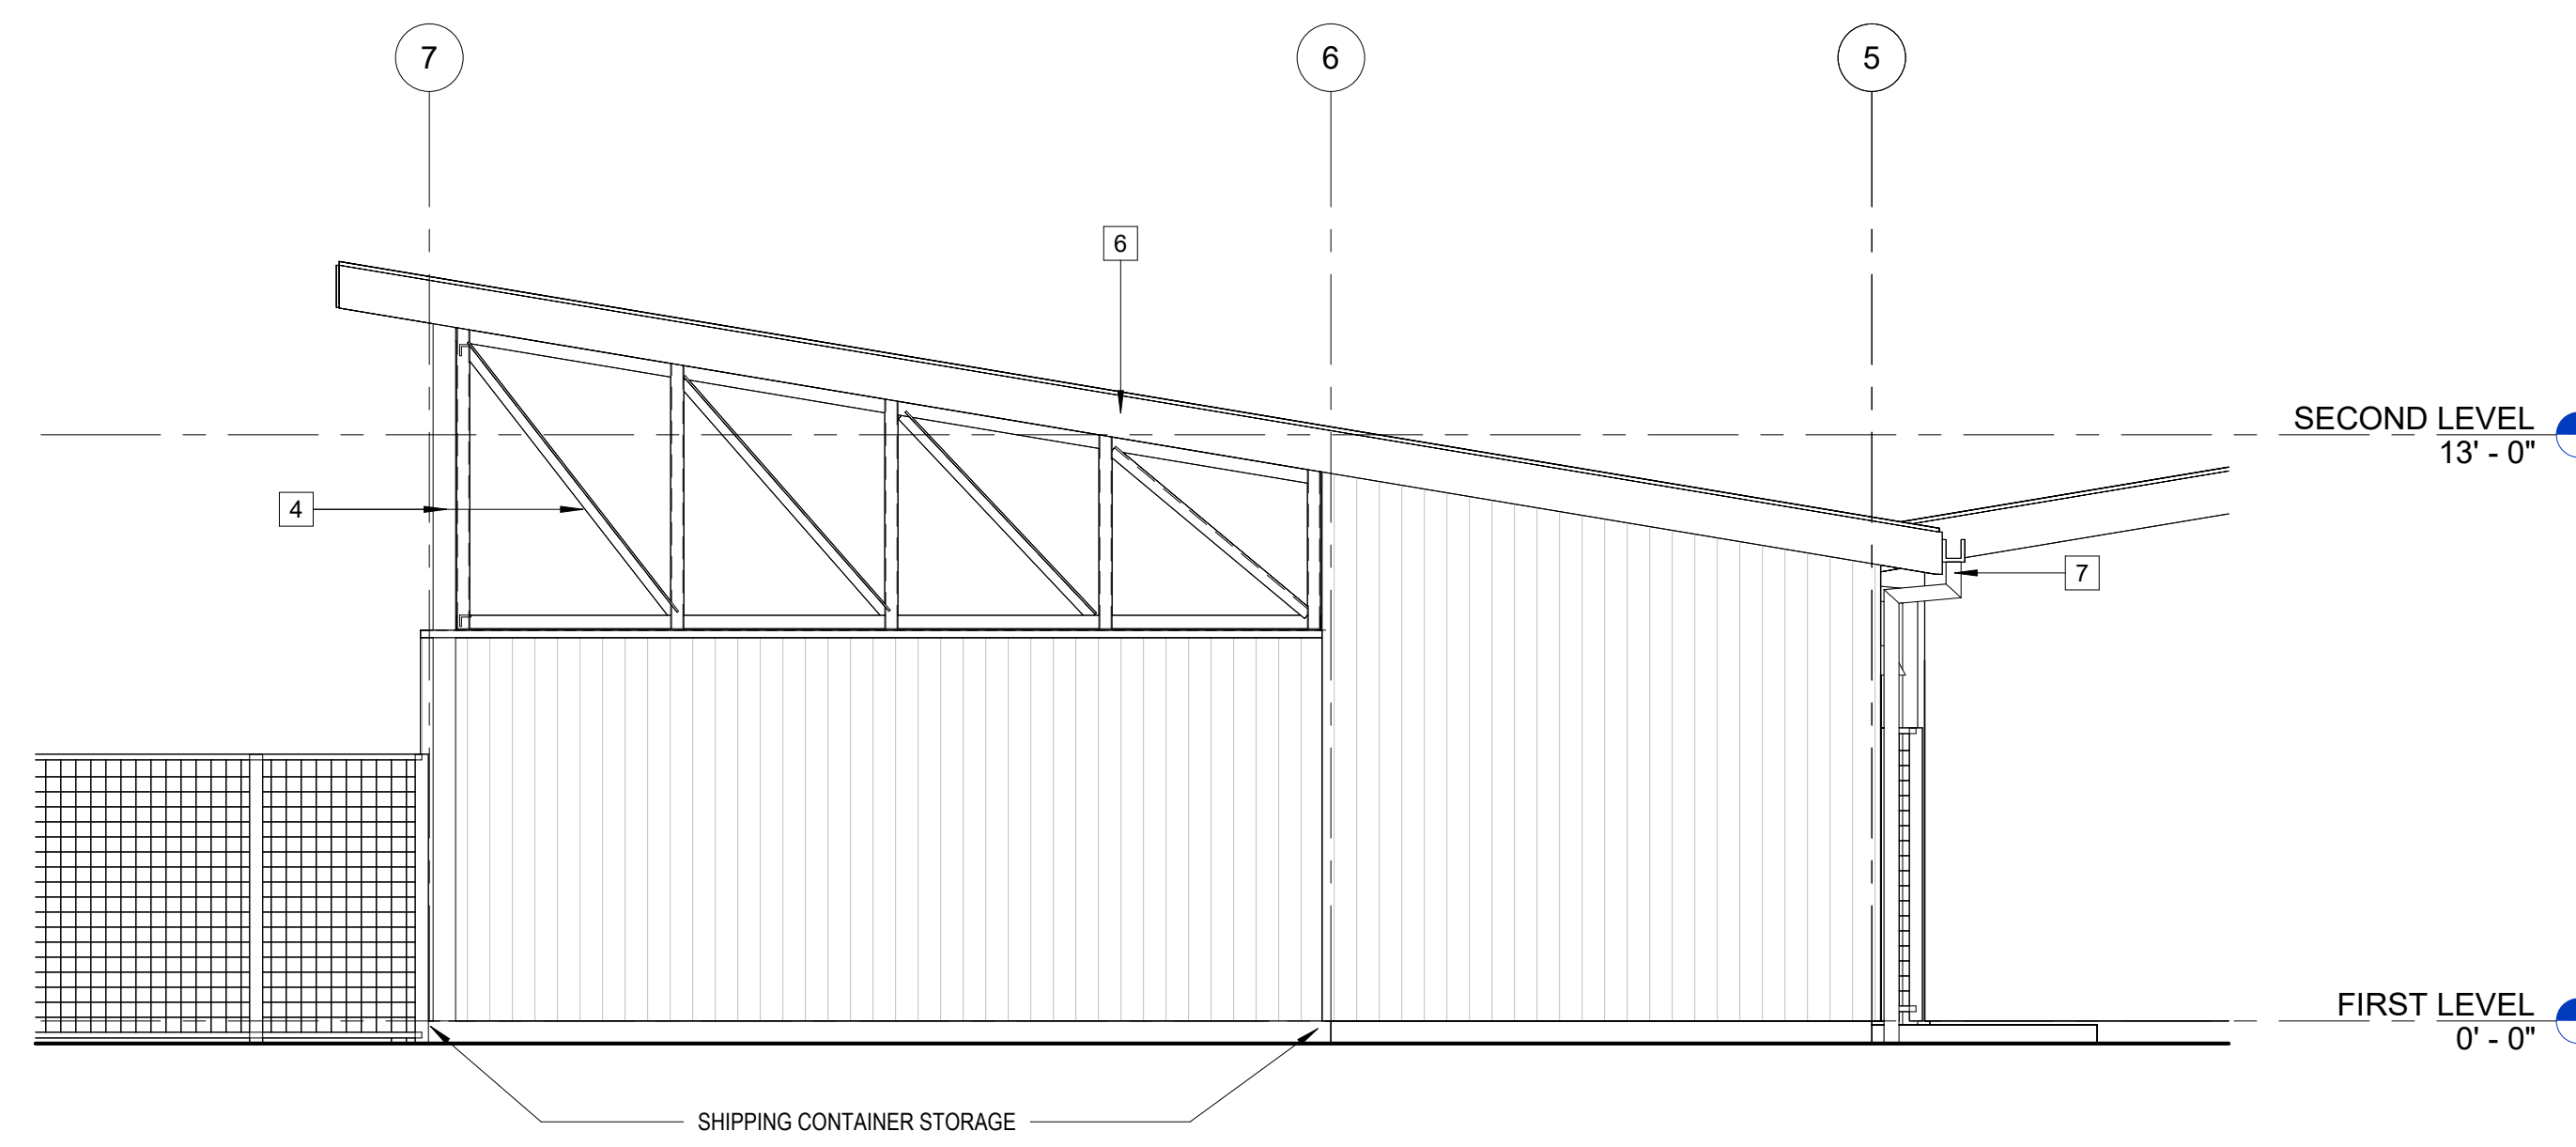 7
6
5
6
SECOND LEVEL
13' - 0"
4
7
FIRST LEVEL
0' - 0"
SHIPPING CONTAINER STORAGE